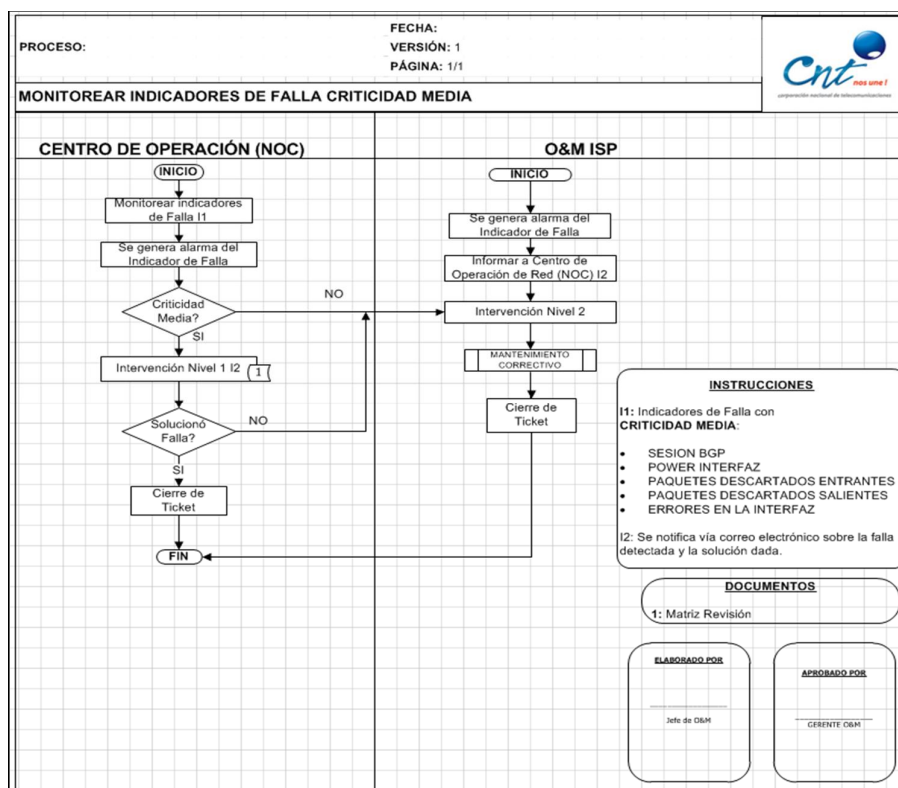 PROCESO:
FECHA:
VERSIÓN: 1
PÁGINA: 1/1
Cnt
nos une!
corporación nacional de telecomunicaciones
MONITOREAR INDICADORES DE FALLA CRITICIDAD MEDIA
CENTRO DE OPERACIÓN (NOC)
INICIO
Monitorear indicadores
de Falla I1
Se genera alarma del
Indicador de Falla
Criticidad
Media?
NO
SI
Intervención Nivel 1 I2
1
Solucionó
Falla?
NO
SI
Cierre de
Ticket
FIN
O&M ISP
INICIO
Se genera alarma del
Indicador de Falla
Informar a Centro de
Operación de Red (NOC) I2
Intervención Nivel 2
MANTENIMIENTO
CORRECTIVO
Cierre de
Ticket
INSTRUCCIONES
I1: Indicadores de Falla con
CRITICIDAD MEDIA:
• SESION BGP
• POWER INTERFAZ
• PAQUETES DESCARTADOS ENTRANTES
• PAQUETES DESCARTADOS SALIENTES
• ERRORES EN LA INTERFAZ
I2: Se notifica vía correo electrónico sobre la falla
detectada y la solución dada.
DOCUMENTOS
1: Matriz Revisión
ELABORADO POR
Jefe de O&M
APROBADO POR
GERENTE O&M